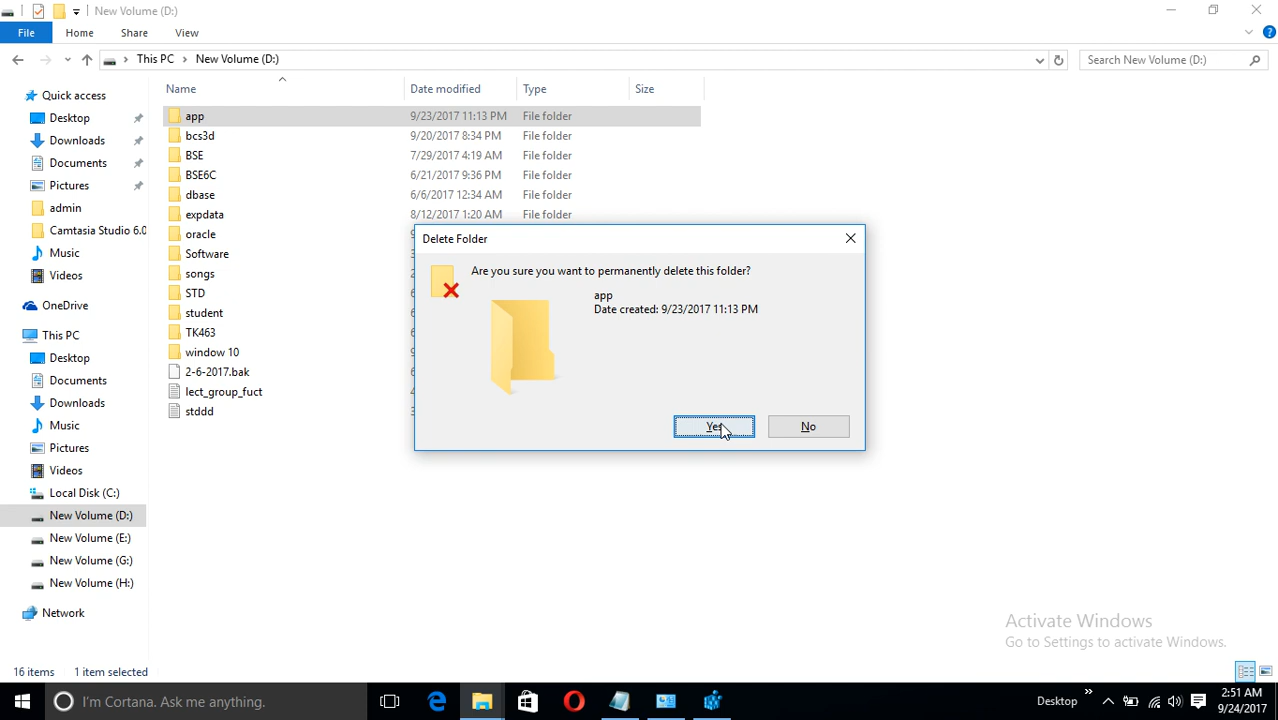 New Volume (D:)
File Home Share View
This PC New Volume (D:)
Search New Volume (D:)
Name Date modified Type Size
Quick access
Desktop
Downloads
Documents
Pictures
admin
Camtasia Studio 6.0
Music
Videos
OneDrive
This PC
Desktop
Documents
Downloads
Music
Pictures
Videos
Local Disk (C:)
New Volume (D:)
New Volume (E:)
New Volume (G:)
New Volume (H:)
Network
app 9/23/2017 11:13 PM File folder
bcs3d 9/20/2017 8:34 PM File folder
BSE 7/29/2017 4:19 AM File folder
BSE6C 6/21/2017 9:36 PM File folder
dbase 6/6/2017 12:34 AM File folder
expdata 8/12/2017 1:20 AM File folder
oracle
Software
songs
STD
student
TK463
window 10
2-6-2017.bak
lect_group_fuct
stddd
Delete Folder
Are you sure you want to permanently delete this folder?
app
Date created: 9/23/2017 11:13 PM
Yes No
Activate Windows
Go to Settings to activate Windows.
16 items 1 item selected
I'm Cortana. Ask me anything.
Desktop
2:51 AM
9/24/2017